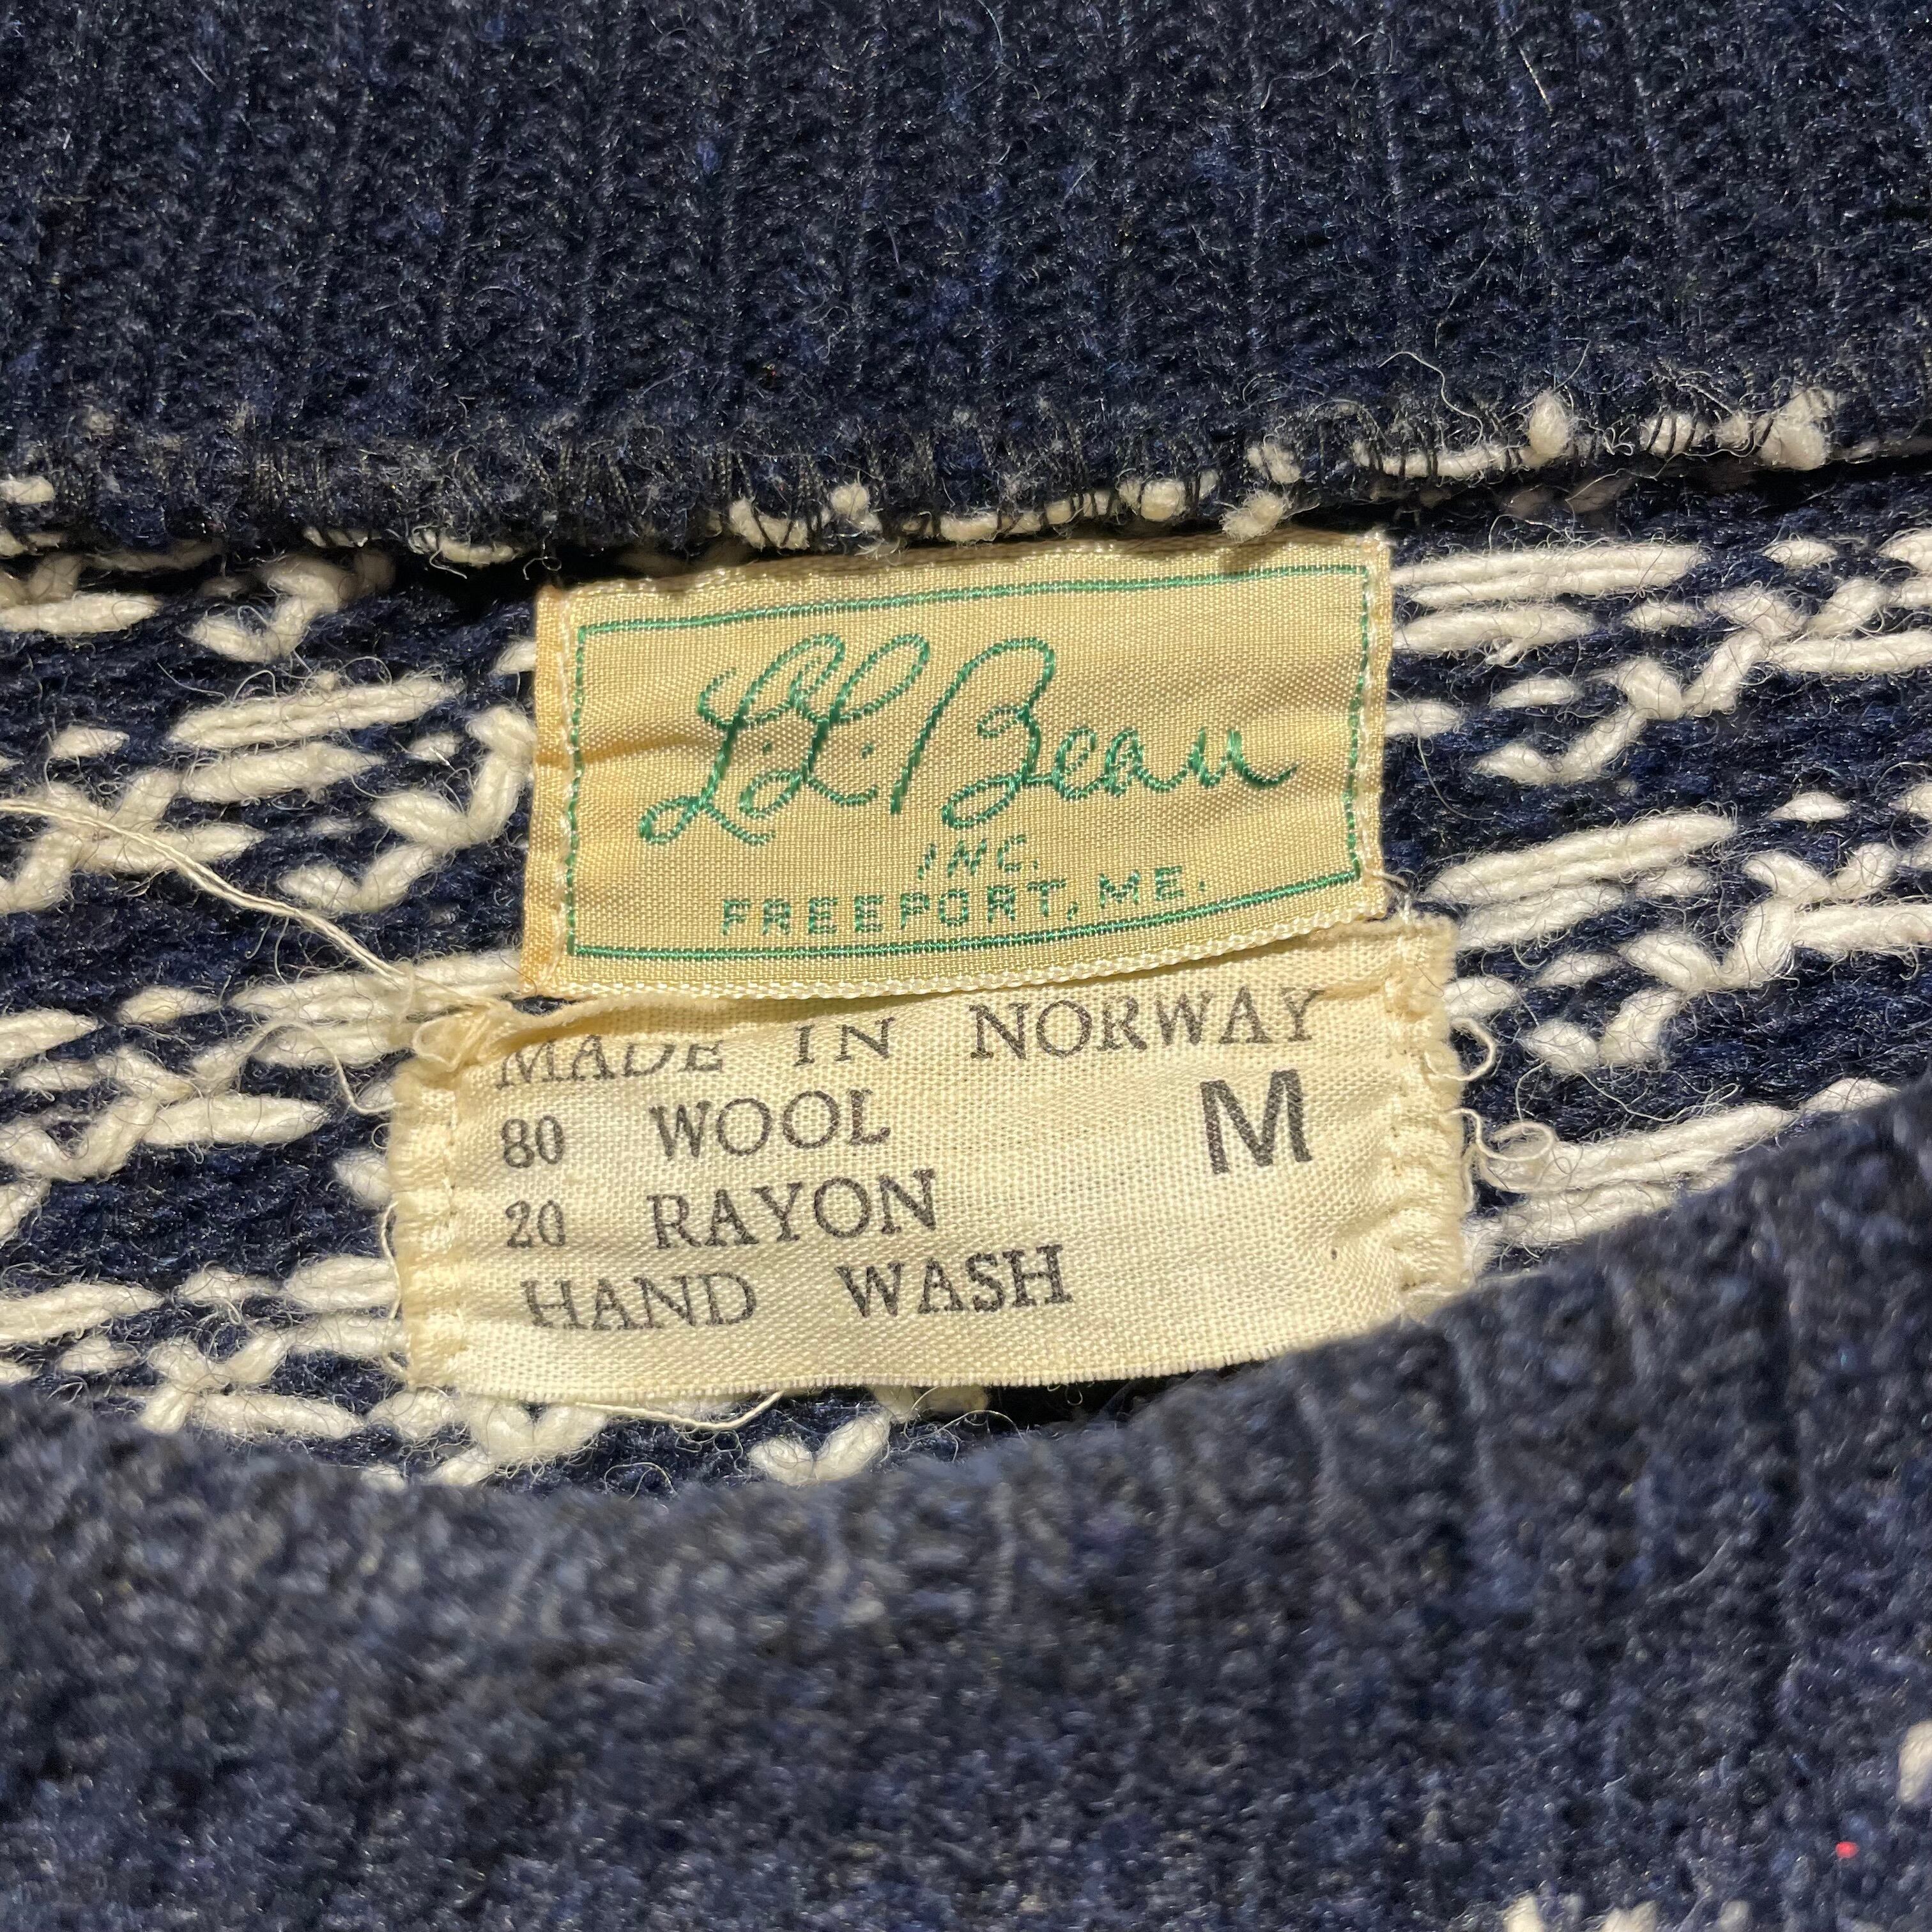 L.L. Bean
INC.
FREEPORT, ME.
MADE IN NORWAY
80 WOOL M
20 RAYON
HAND WASH